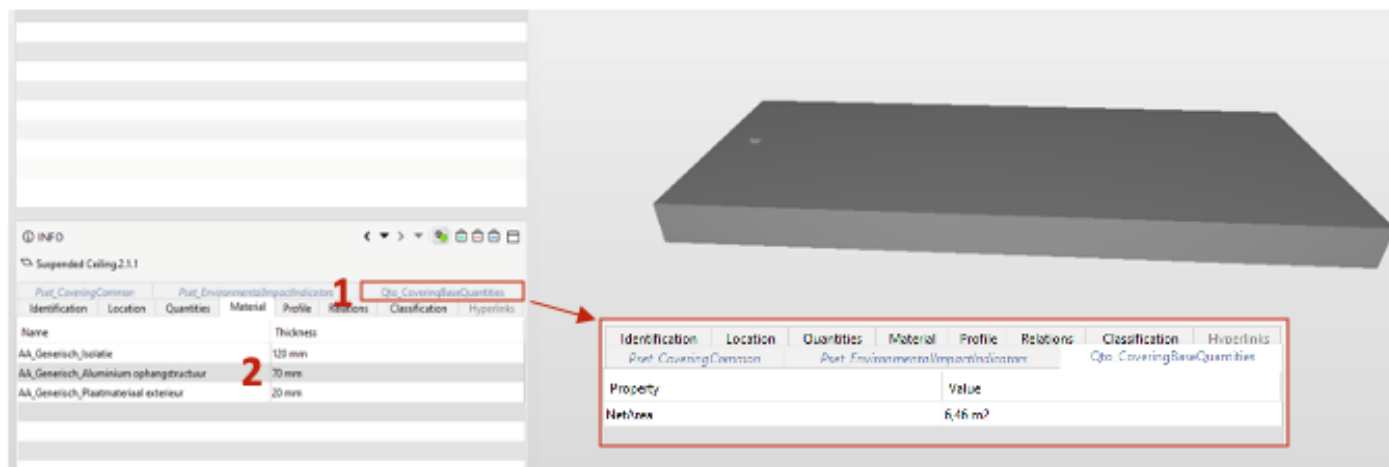 INFO
Suspended Ceiling.2.1.1
1
Pset_CoveringCommon Pset_EnvironmentalImpactIndicators Qto_CoveringBaseQuantities
Identification Location Quantities Material Profile Relations Classification Hyperlinks
Name Thickness
AA_Generisch_Isolatie 120 mm
AA_Generisch_Aluminium ophangstructuur 70 mm
2
AA_Generisch_Plaatmateriaal exterieur 20 mm
Identification Location Quantities Material Profile Relations Classification Hyperlinks
Pset_CoveringCommon Pset_EnvironmentalImpactIndicators Qto_CoveringBaseQuantities
Property Value
NetArea 6,46 m2